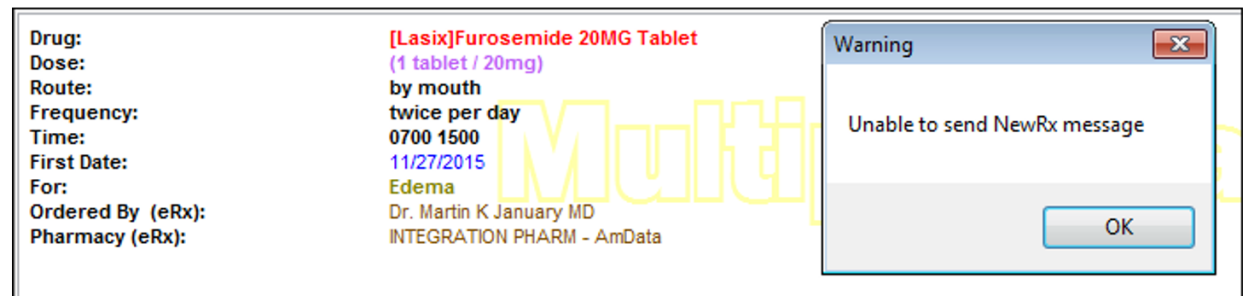 Drug: [Lasix]Furosemide 20MG Tablet
Dose: (1 tablet / 20mg)
Route: by mouth
Frequency: twice per day
Time: 0700 1500
First Date: 11/27/2015
For: Edema
Ordered By (eRx): Dr. Martin K January MD
Pharmacy (eRx): INTEGRATION PHARM - AmData
Warning
Unable to send NewRx message
OK